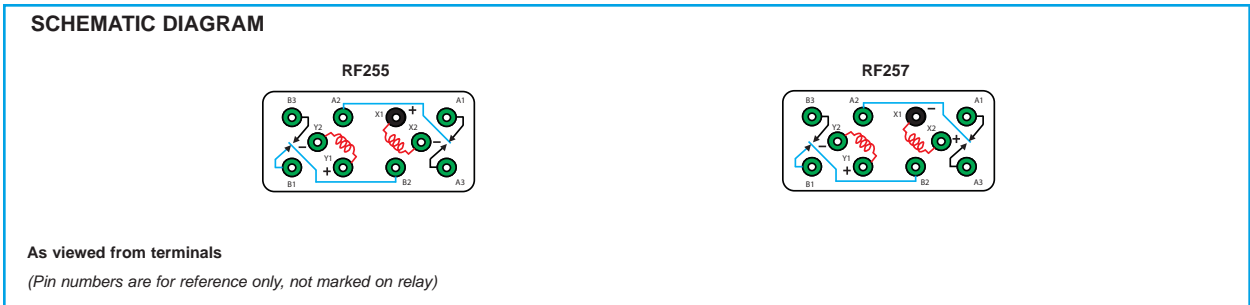 SCHEMATIC DIAGRAM
RF255
B3 A2 X1 + A1
Y2 X2
− −
Y1
+
B1 B2 A3
RF257
B3 A2 X1 − A1
Y2 X2
− +
Y1
+
B1 B2 A3
As viewed from terminals
(Pin numbers are for reference only, not marked on relay)